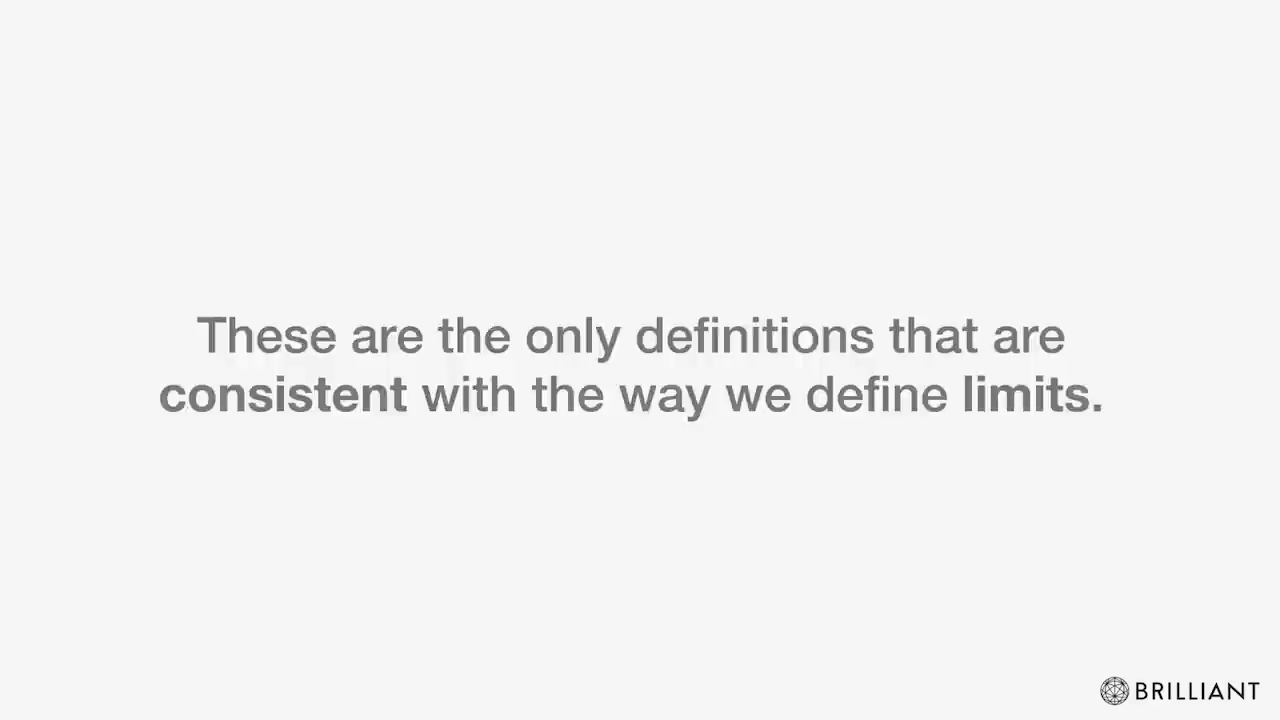 These are the only definitions that are
consistent with the way we define limits.
BRILLIANT